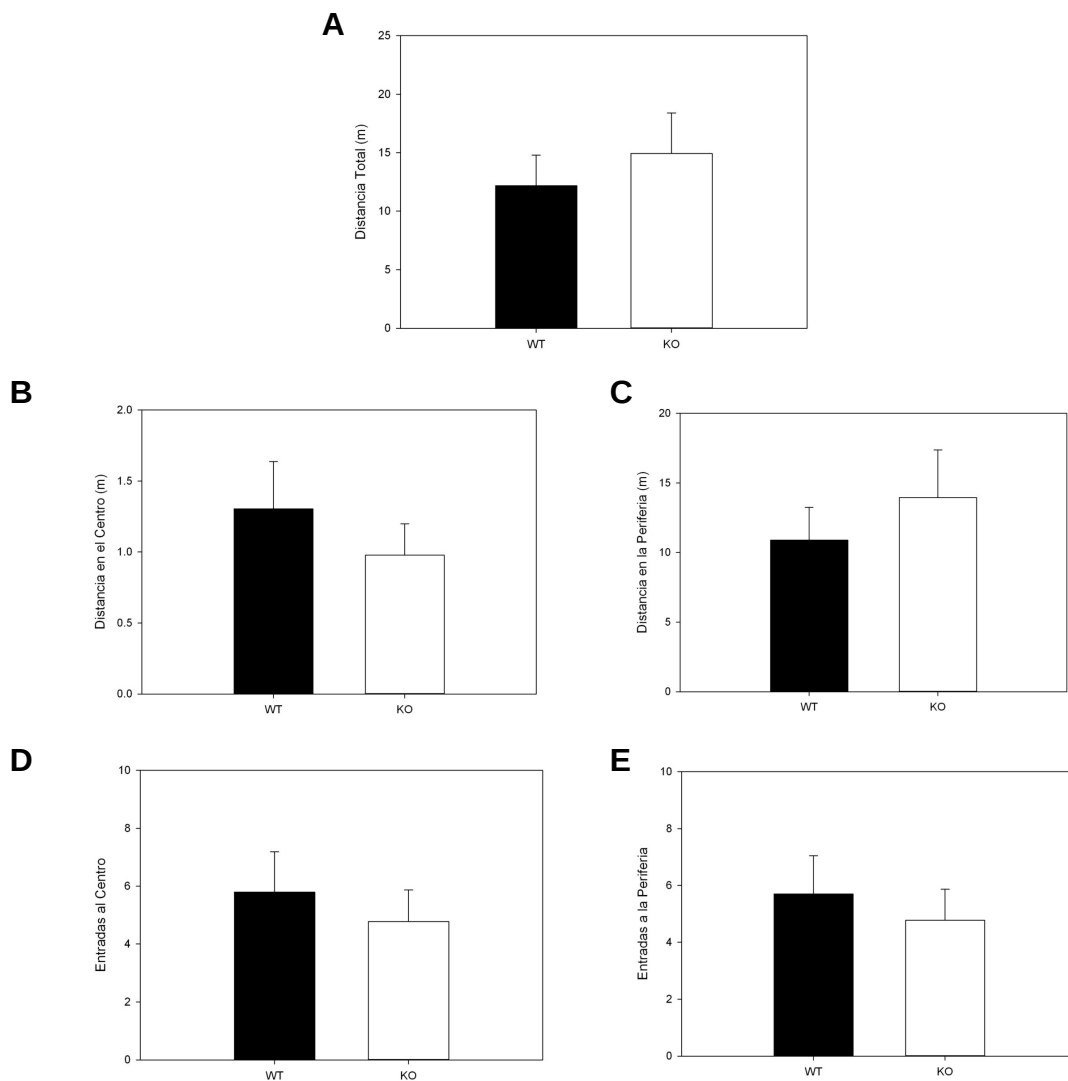 A
Distancia Total (m)
25
20
15
10
5
0
WT KO
B
Distancia en el Centro (m)
2.0
1.5
1.0
0.5
0.0
WT KO
C
Distancia en la Periferia (m)
20
15
10
5
0
WT KO
D
Entradas al Centro
10
8
6
4
2
0
WT KO
E
Entradas a la Periferia
10
8
6
4
2
0
WT KO